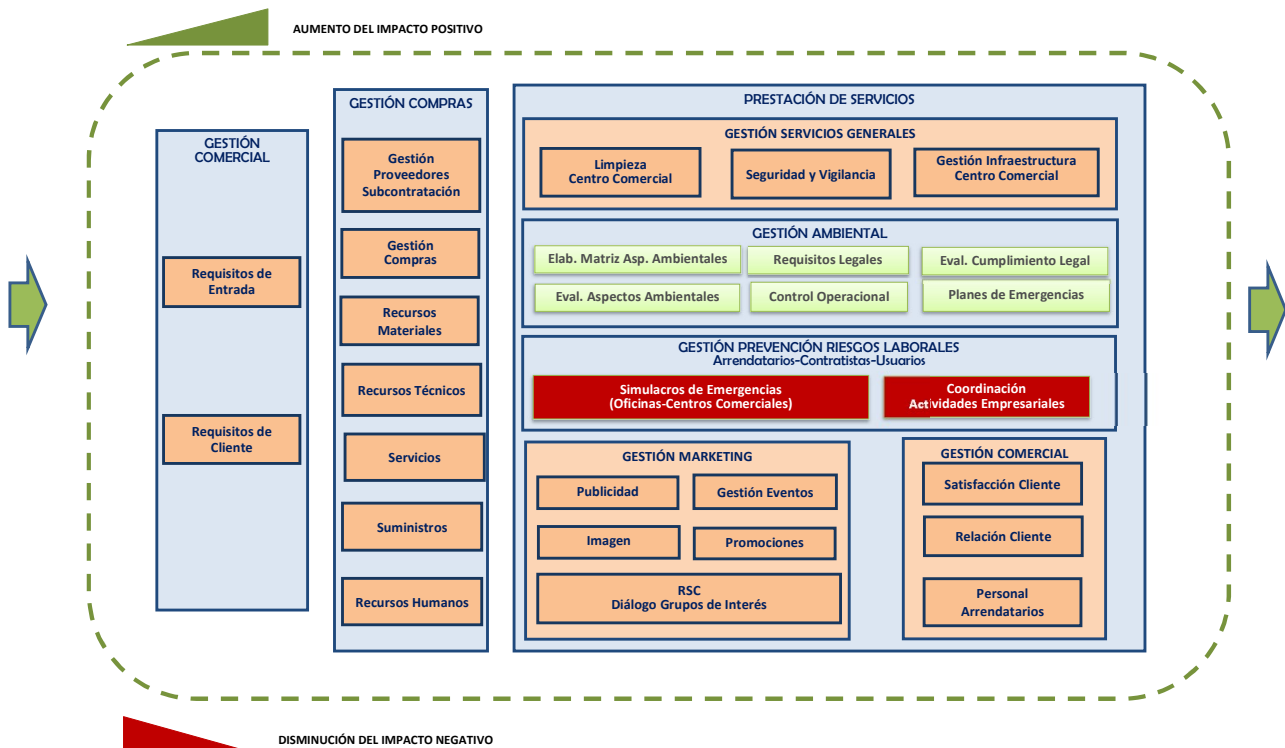 AUMENTO DEL IMPACTO POSITIVO
GESTIÓN
COMERCIAL
Requisitos de
Entrada
Requisitos de
Cliente
GESTIÓN COMPRAS
Gestión
Proveedores
Subcontratación
Gestión
Compras
Recursos
Materiales
Recursos Técnicos
Servicios
Suministros
Recursos Humanos
PRESTACIÓN DE SERVICIOS
GESTIÓN SERVICIOS GENERALES
Limpieza
Centro Comercial
Seguridad y Vigilancia
Gestión Infraestructura
Centro Comercial
GESTIÓN AMBIENTAL
Elab. Matriz Asp. Ambientales
Requisitos Legales
Eval. Cumplimiento Legal
Eval. Aspectos Ambientales
Control Operacional
Planes de Emergencias
GESTIÓN PREVENCIÓN RIESGOS LABORALES
Arrendatarios-Contratistas-Usuarios
Simulacros de Emergencias
(Oficinas-Centros Comerciales)
Coordinación
Actividades Empresariales
GESTIÓN MARKETING
Publicidad
Gestión Eventos
Imagen
Promociones
RSC
Diálogo Grupos de Interés
GESTIÓN COMERCIAL
Satisfacción Cliente
Relación Cliente
Personal
Arrendatarios
DISMINUCIÓN DEL IMPACTO NEGATIVO